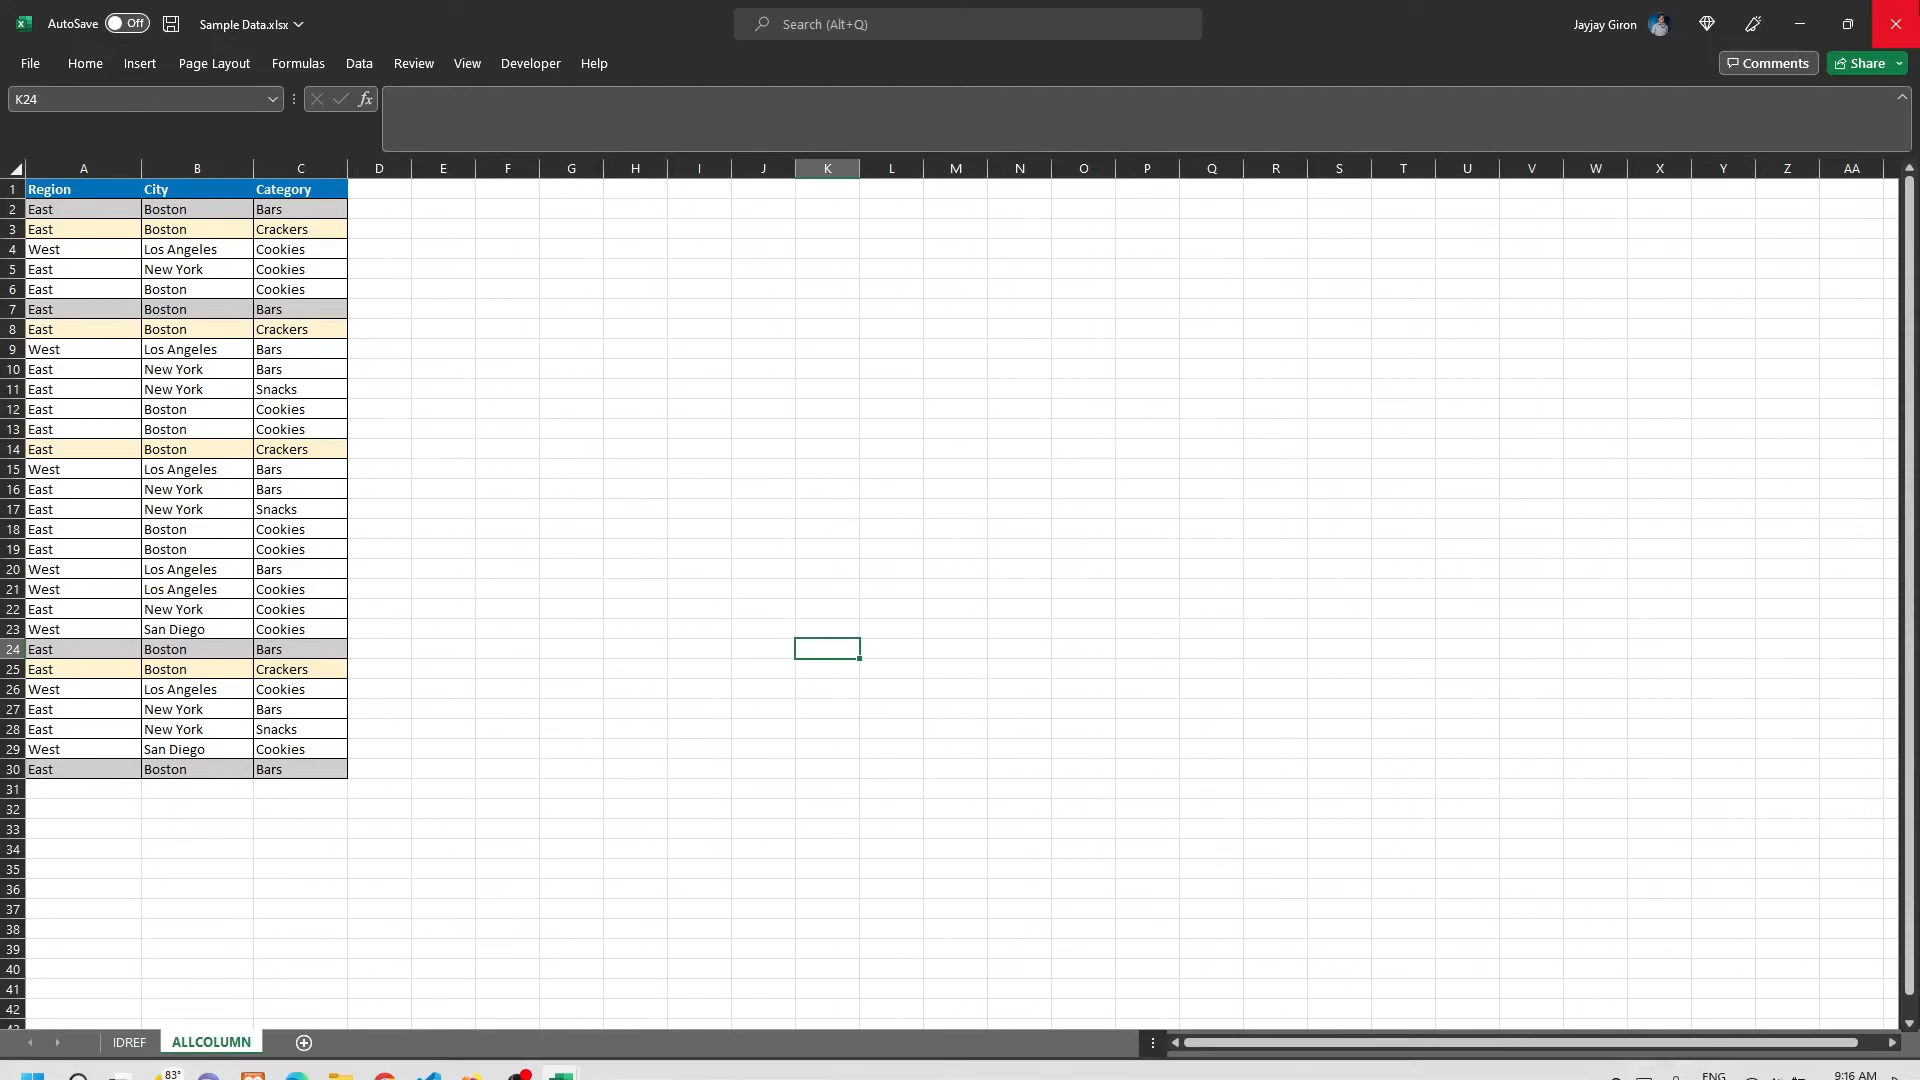 AutoSave Off Sample Data.xlsx Search (Alt+Q) Jayjay Giron
File Home Insert Page Layout Formulas Data Review View Developer Help Comments Share
K24 fx
A B C D E F G H I J K L M N O P Q R S T U V W X Y Z AA
1 Region City Category
2 East Boston Bars
3 East Boston Crackers
4 West Los Angeles Cookies
5 East New York Cookies
6 East Boston Cookies
7 East Boston Bars
8 East Boston Crackers
9 West Los Angeles Bars
10 East New York Bars
11 East New York Snacks
12 East Boston Cookies
13 East Boston Cookies
14 East Boston Crackers
15 West Los Angeles Bars
16 East New York Bars
17 East New York Snacks
18 East Boston Cookies
19 East Boston Cookies
20 West Los Angeles Bars
21 West Los Angeles Cookies
22 East New York Cookies
23 West San Diego Cookies
24 East Boston Bars
25 East Boston Crackers
26 West Los Angeles Cookies
27 East New York Bars
28 East New York Snacks
29 West San Diego Cookies
30 East Boston Bars
31
32
33
34
35
36
37
38
39
40
41
42
43
IDREF ALLCOLUMN
83° ENG 9:16 AM